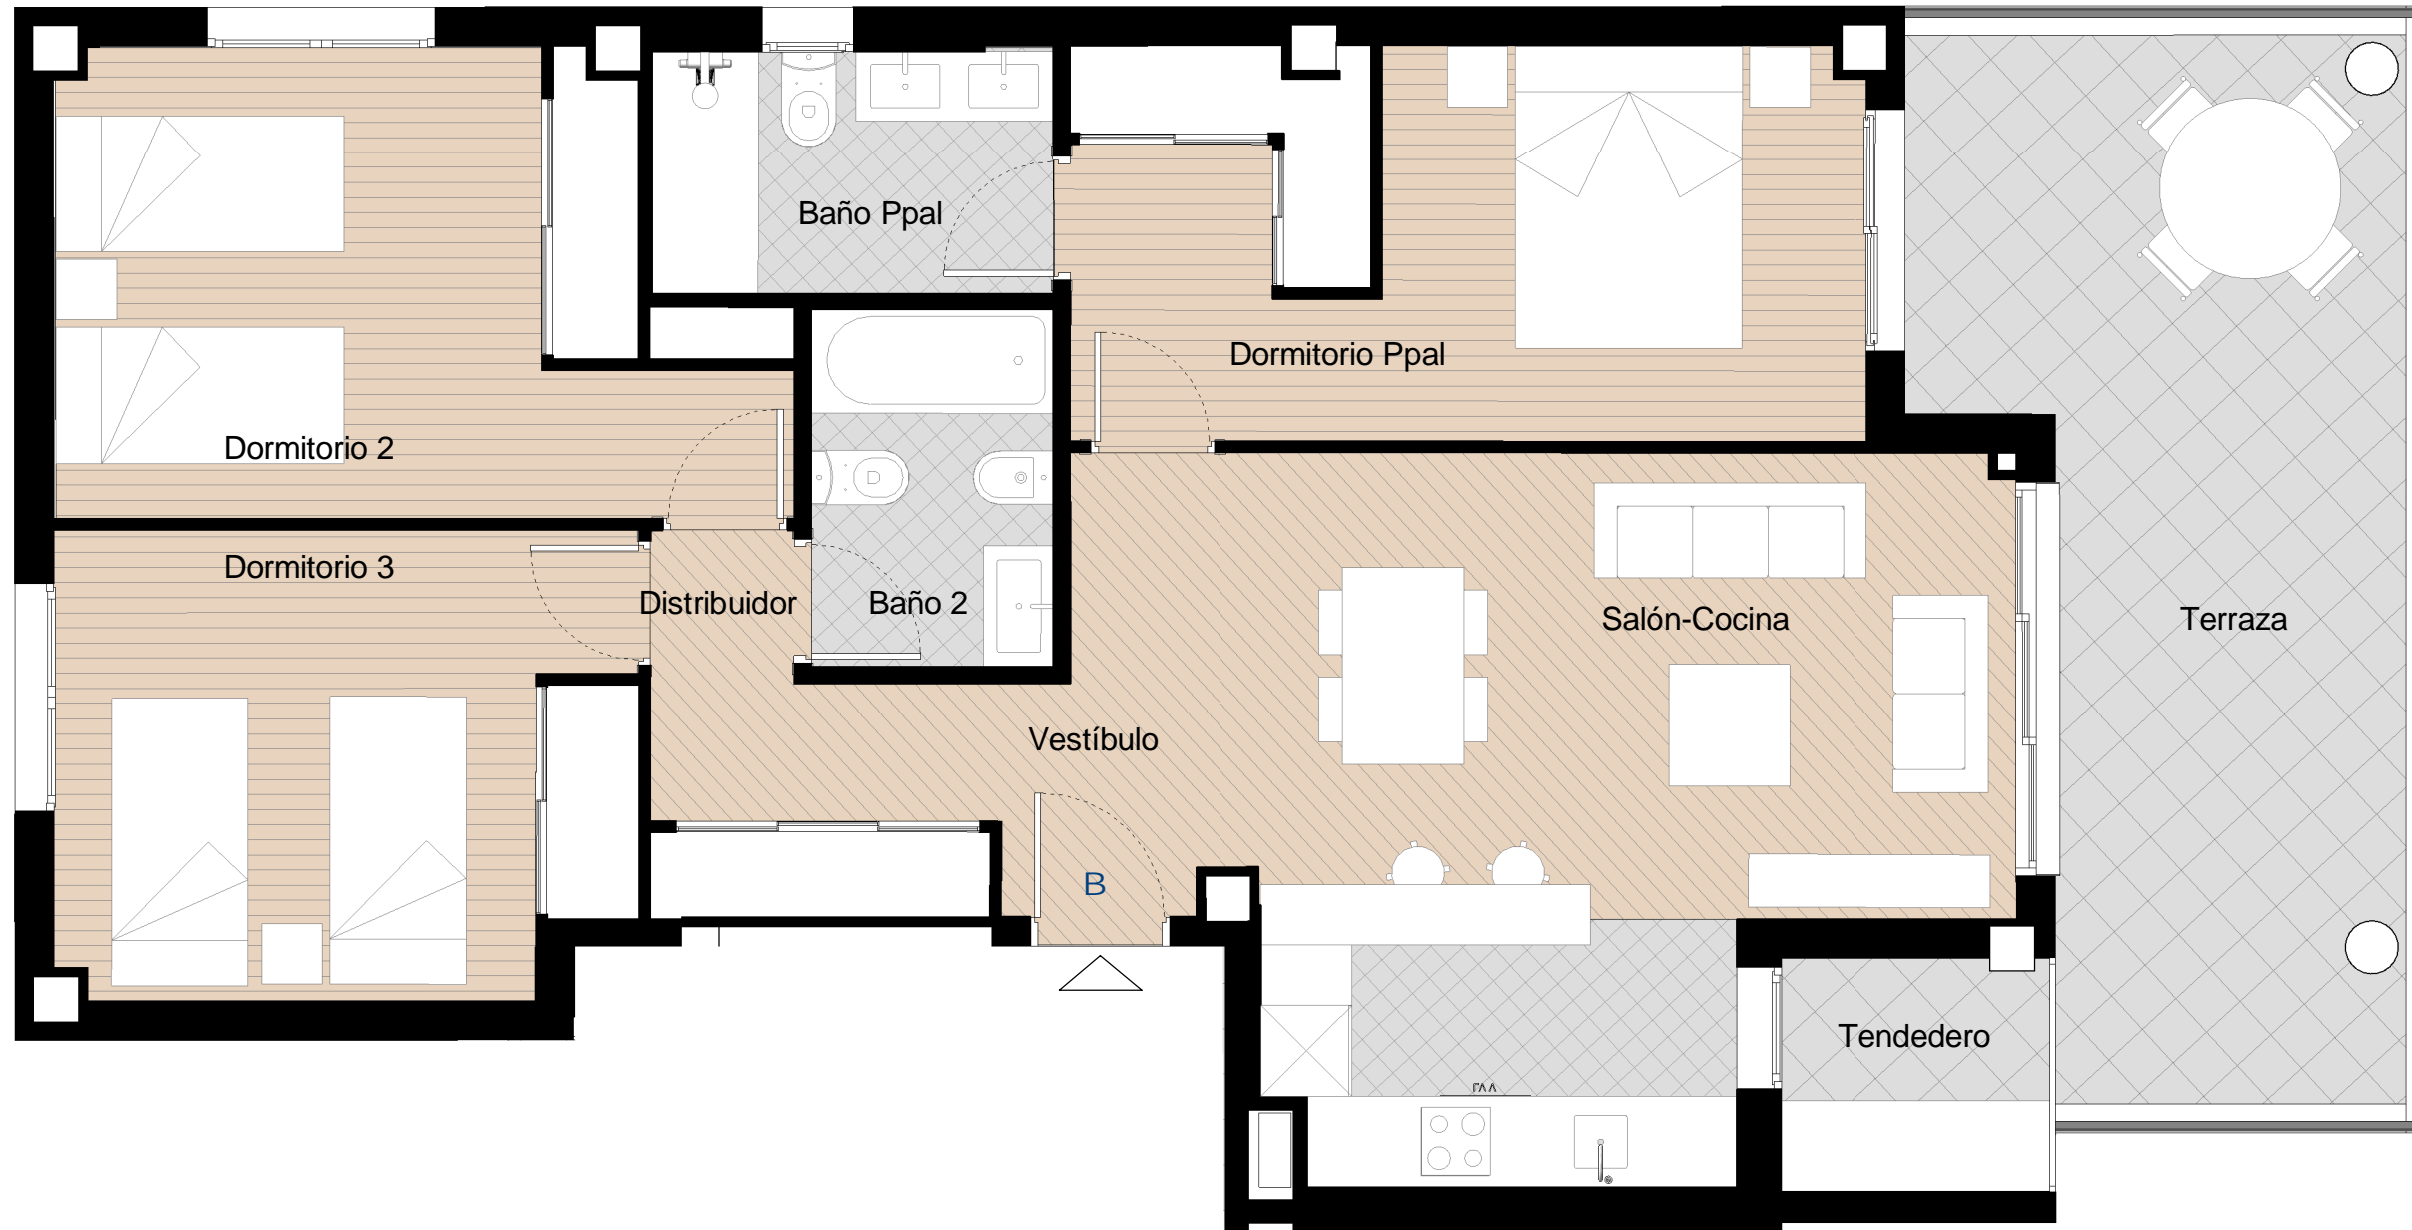 Baño Ppal
Dormitorio Ppal
Dormitorio 2
Dormitorio 3
Distribuidor
Baño 2
Salón-Cocina
Terraza
Vestíbulo
B
Tendedero